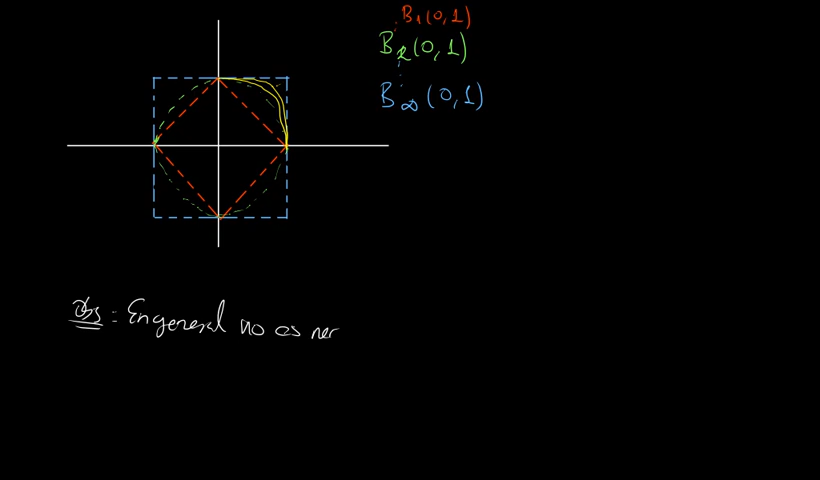 B₁(0,1)
B₂(0,1)
B∞(0,1)
Obs: En general no es ner